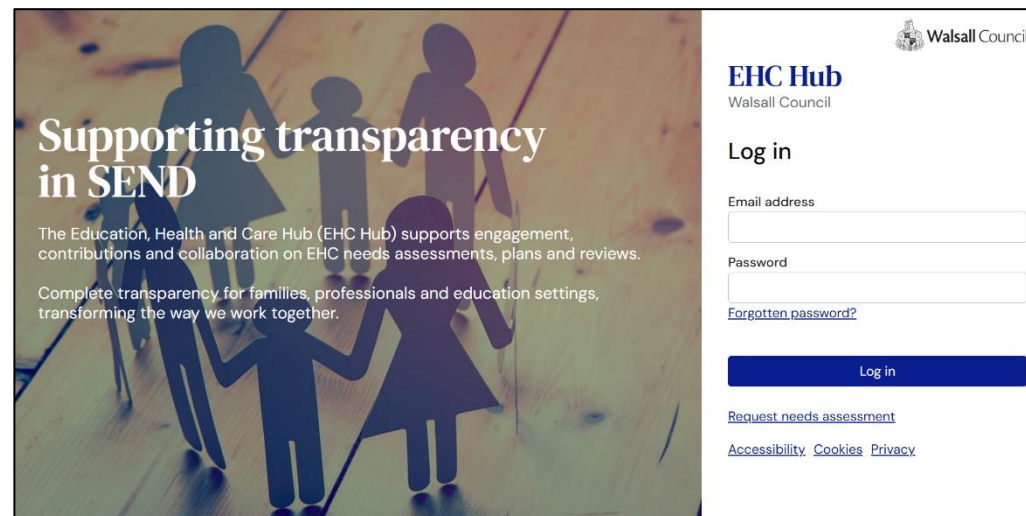 Supporting transparency
in SEND
The Education, Health and Care Hub (EHC Hub) supports engagement,
contributions and collaboration on EHC needs assessments, plans and reviews.
Complete transparency for families, professionals and education settings,
transforming the way we work together.
Walsall Council
EHC Hub
Walsall Council
Log in
Email address
Password
Forgotten password?
Log in
Request needs assessment
Accessibility Cookies Privacy